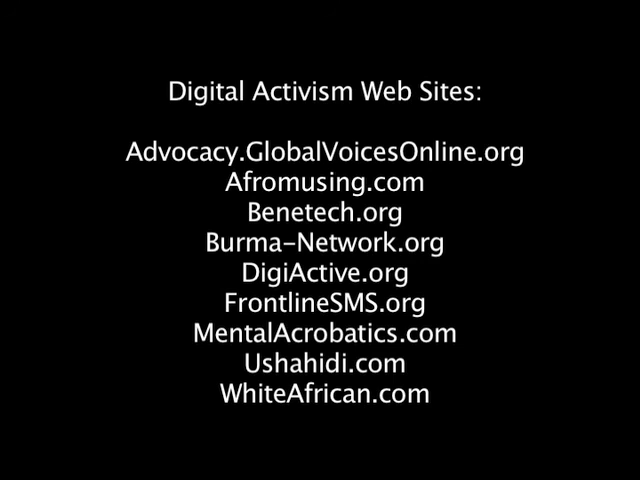 Digital Activism Web Sites:
Advocacy.GlobalVoicesOnline.org
Afromusing.com
Benetech.org
Burma-Network.org
DigiActive.org
FrontlineSMS.org
MentalAcrobatics.com
Ushahidi.com
WhiteAfrican.com